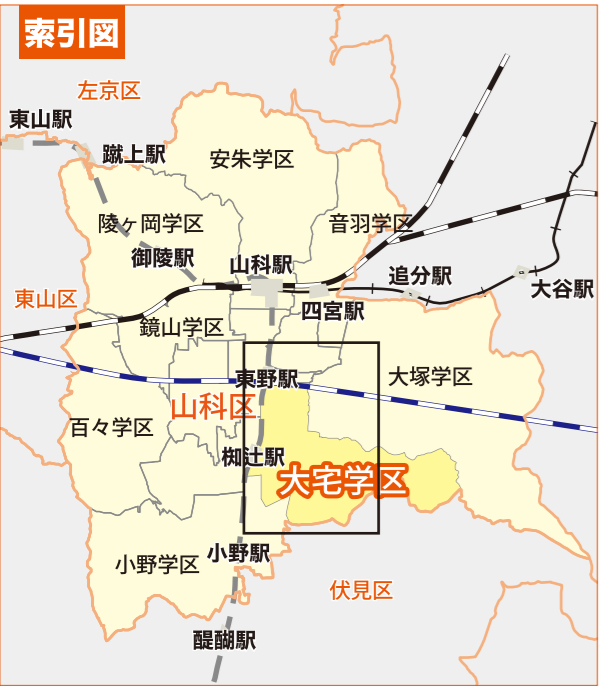 索引図
左京区
東山駅
蹴上駅
安朱学区
陵ヶ岡学区
音羽学区
御陵駅
山科駅
追分駅
大谷駅
東山区
四宮駅
鏡山学区
東野駅
大塚学区
山科区
百々学区
椥辻駅
大宅学区
小野学区
小野駅
伏見区
醍醐駅